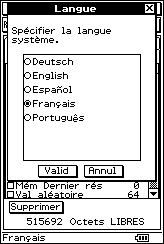 Langue
Spécifier la langue
système.
Deutsch
English
Español
Français
Português
Valid
Annul
Mém Dernier rés 0
Val aléatoire 64
Supprimer
515692 Octets LIBRES
Français